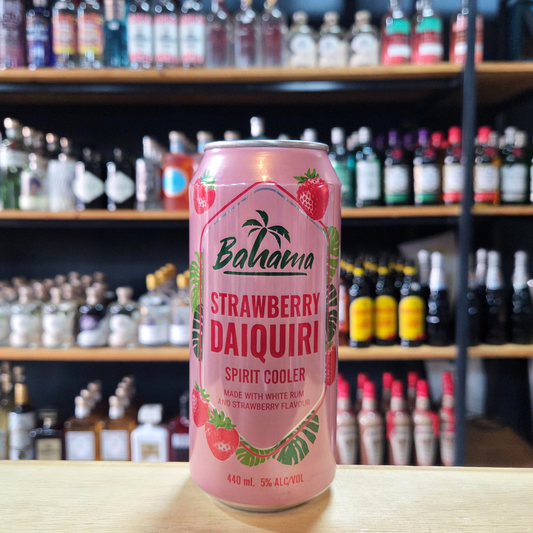 Bahama
STRAWBERRY
DAIQUIRI
SPIRIT COOLER
MADE WITH WHITE RUM
AND STRAWBERRY FLAVOUR
440 ml. 5% ALC/VOL